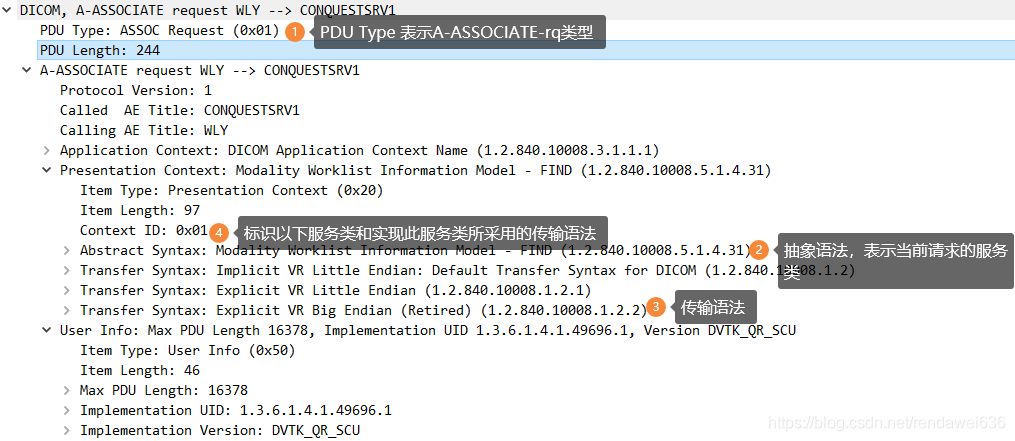 DICOM, A-ASSOCIATE request WLY --> CONQUESTSRV1
PDU Type: ASSOC Request (0x01) 1 PDU Type 表示A-ASSOCIATE-rq类型
PDU Length: 244
A-ASSOCIATE request WLY --> CONQUESTSRV1
Protocol Version: 1
Called  AE Title: CONQUESTSRV1
Calling AE Title: WLY
Application Context: DICOM Application Context Name (1.2.840.10008.3.1.1.1)
Presentation Context: Modality Worklist Information Model - FIND (1.2.840.10008.5.1.4.31)
Item Type: Presentation Context (0x20)
Item Length: 97
Context ID: 0x01 4 标识以下服务类和实现此服务类所采用的传输语法
Abstract Syntax: Modality Worklist Information Model - FIND (1.2.840.10008.5.1.4.31) 2 抽象语法，表示当前请求的服务
类
Transfer Syntax: Implicit VR Little Endian: Default Transfer Syntax for DICOM (1.2.840.10008.1.2)
Transfer Syntax: Explicit VR Little Endian (1.2.840.10008.1.2.1)
Transfer Syntax: Explicit VR Big Endian (Retired) (1.2.840.10008.1.2.2) 3 传输语法
User Info: Max PDU Length 16378, Implementation UID 1.3.6.1.4.1.49696.1, Version DVTK_QR_SCU
Item Type: User Info (0x50)
Item Length: 46
Max PDU Length: 16378
Implementation UID: 1.3.6.1.4.1.49696.1
Implementation Version: DVTK_QR_SCU
https://blog.csdn.net/rendawei636